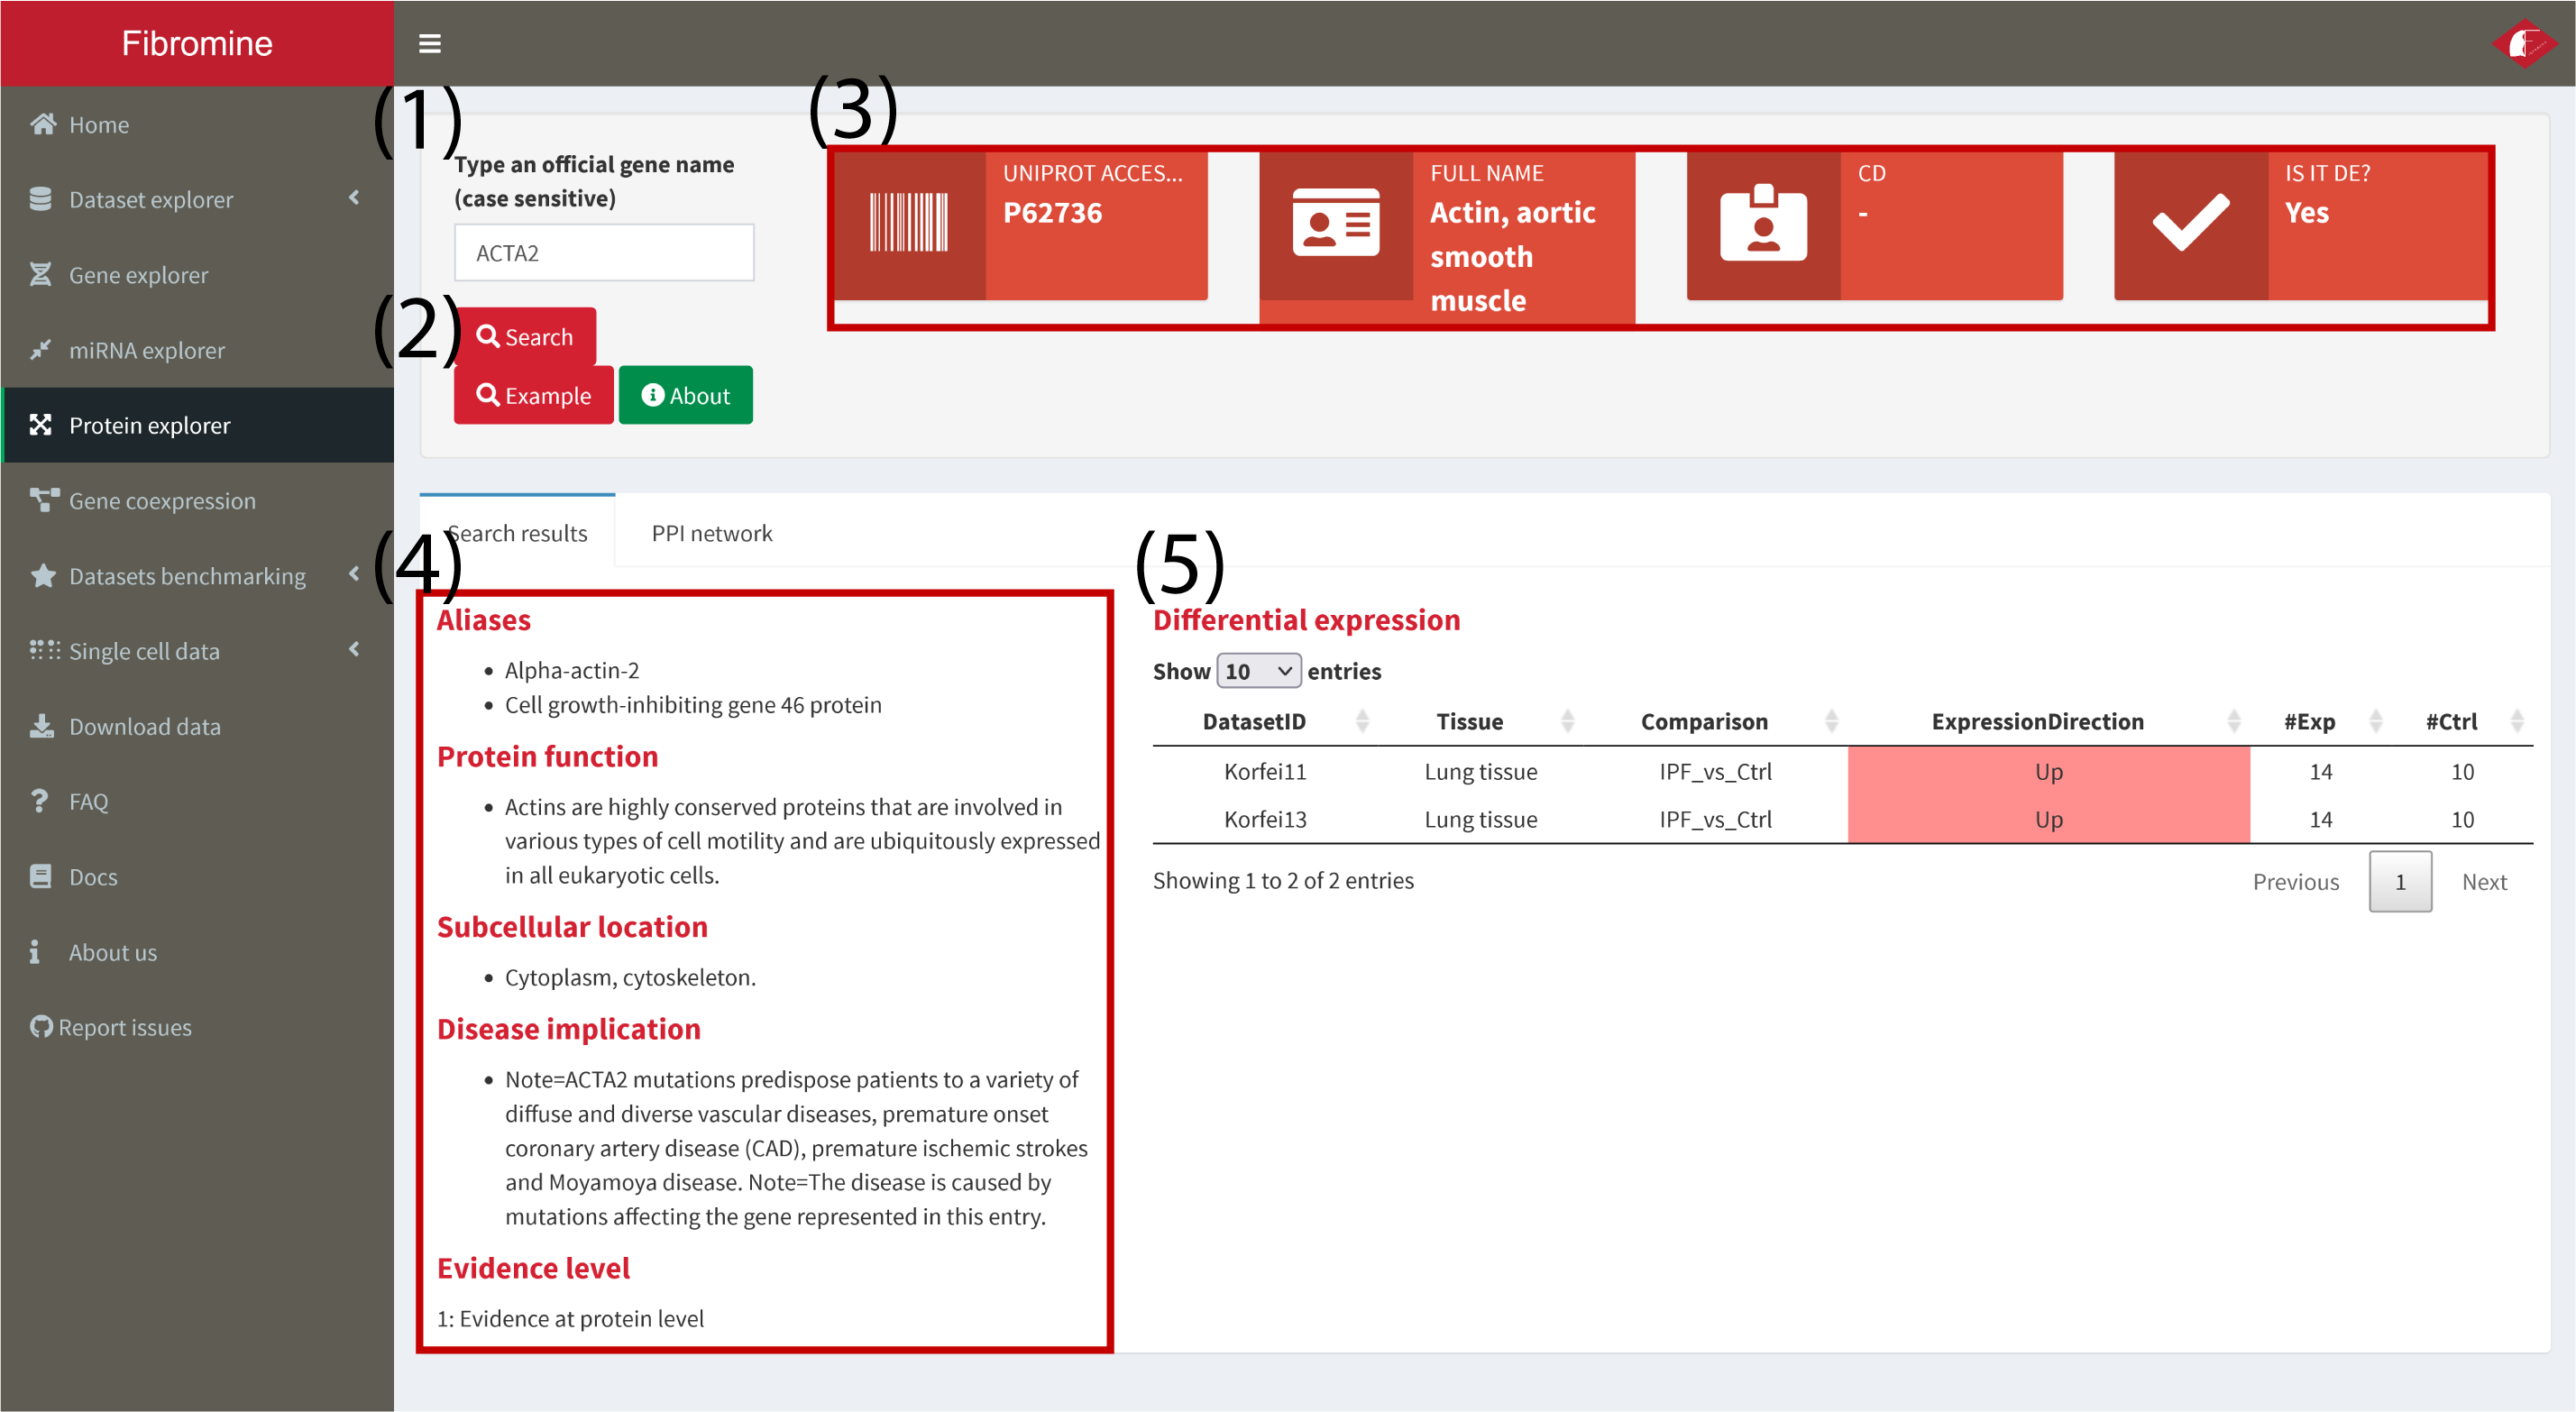 Fibromine
Home
Dataset explorer
Gene explorer
miRNA explorer
Protein explorer
Gene coexpression
Datasets benchmarking
Single cell data
Download data
FAQ
Docs
About us
Report issues
(1)
Type an official gene name
(case sensitive)
ACTA2
(2)
Search
Example
About
(3)
UNIPROT ACCES...
P62736
FULL NAME
Actin, aortic
smooth
muscle
CD
-
IS IT DE?
Yes
Search results
PPI network
(4)
Aliases
• Alpha-actin-2
• Cell growth-inhibiting gene 46 protein
Protein function
• Actins are highly conserved proteins that are involved in
various types of cell motility and are ubiquitously expressed
in all eukaryotic cells.
Subcellular location
• Cytoplasm, cytoskeleton.
Disease implication
• Note=ACTA2 mutations predispose patients to a variety of
diffuse and diverse vascular diseases, premature onset
coronary artery disease (CAD), premature ischemic strokes
and Moyamoya disease. Note=The disease is caused by
mutations affecting the gene represented in this entry.
Evidence level
1: Evidence at protein level
(5)
Differential expression
Show 10 entries
DatasetID Tissue Comparison ExpressionDirection #Exp #Ctrl
Korfei11 Lung tissue IPF_vs_Ctrl Up 14 10
Korfei13 Lung tissue IPF_vs_Ctrl Up 14 10
Showing 1 to 2 of 2 entries
Previous 1 Next